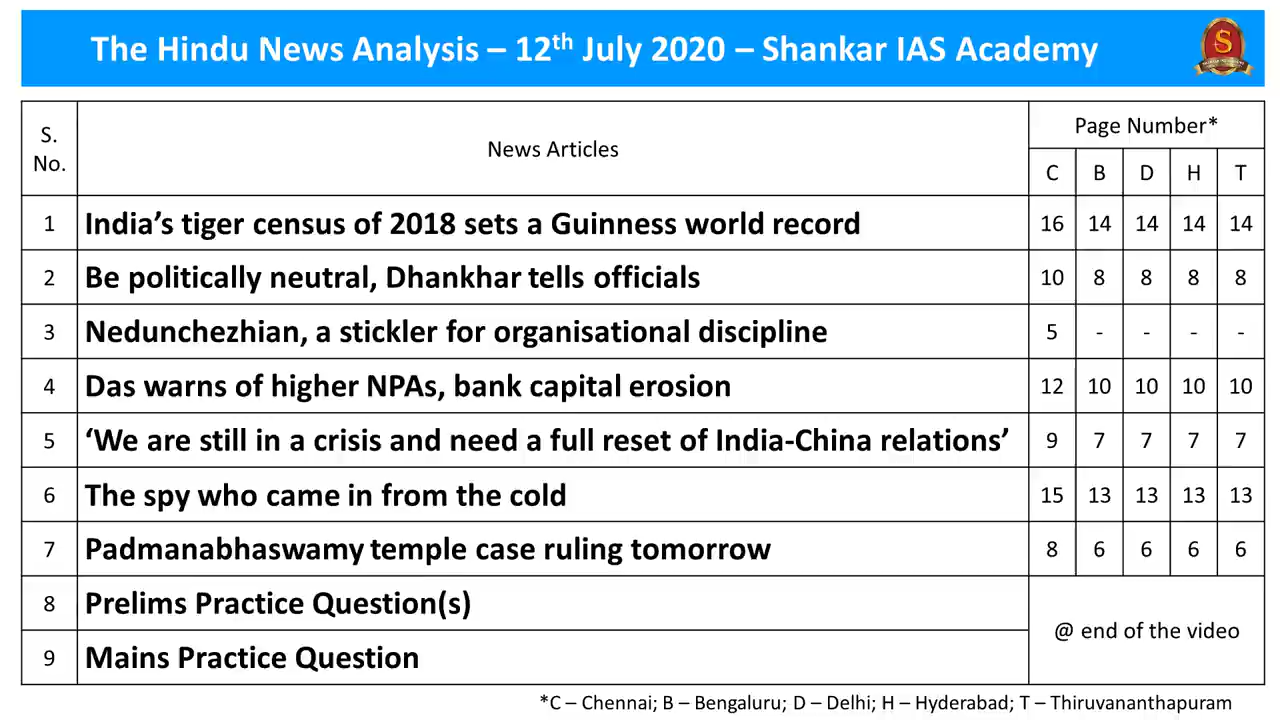 The Hindu News Analysis – 12th July 2020 – Shankar IAS Academy
S. No. News Articles Page Number*
C B D H T
1 India’s tiger census of 2018 sets a Guinness world record 16 14 14 14 14
2 Be politically neutral, Dhankhar tells officials 10 8 8 8 8
3 Nedunchezhian, a stickler for organisational discipline 5 - - - -
4 Das warns of higher NPAs, bank capital erosion 12 10 10 10 10
5 ‘We are still in a crisis and need a full reset of India-China relations’ 9 7 7 7 7
6 The spy who came in from the cold 15 13 13 13 13
7 Padmanabhaswamy temple case ruling tomorrow 8 6 6 6 6
8 Prelims Practice Question(s)
@ end of the video
9 Mains Practice Question
*C – Chennai; B – Bengaluru; D – Delhi; H – Hyderabad; T – Thiruvananthapuram